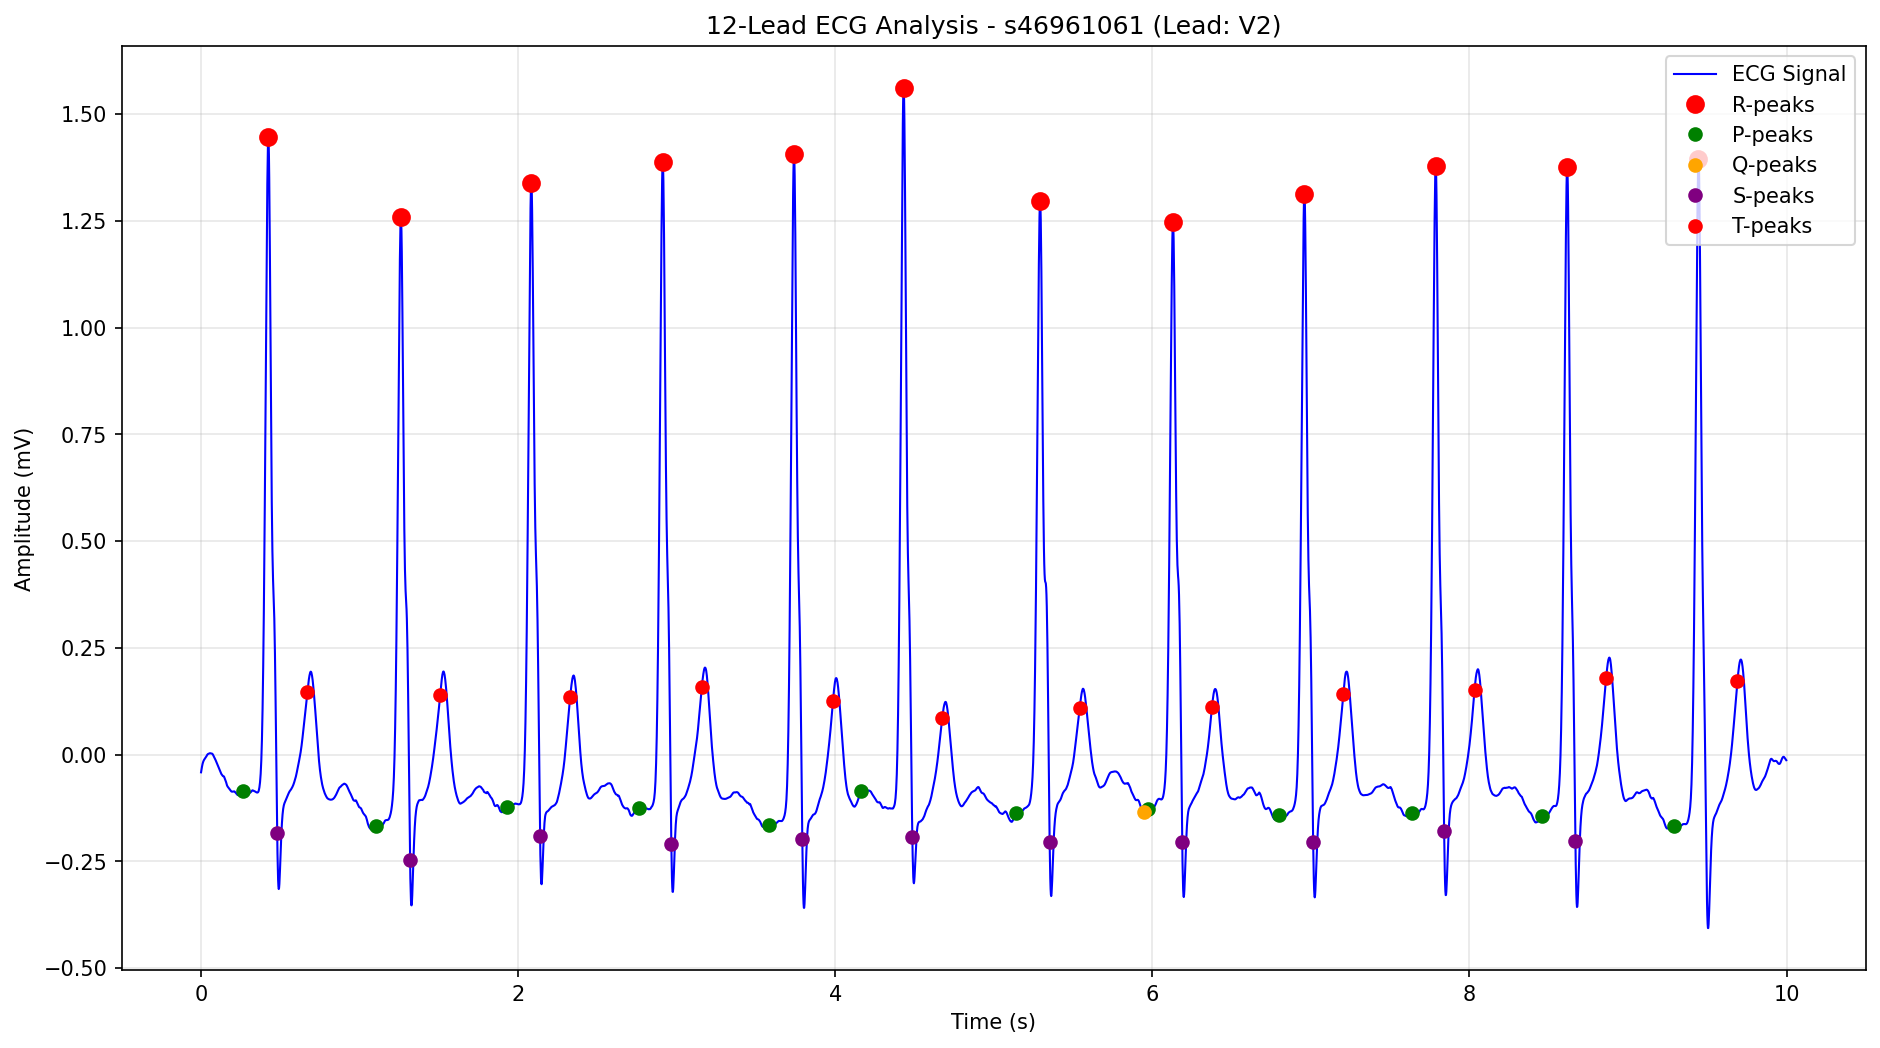 12-Lead ECG Analysis - s46961061 (Lead: V2)
ECG Signal
R-peaks
P-peaks
Q-peaks
S-peaks
T-peaks
Amplitude (mV)
1.50
1.25
1.00
0.75
0.50
0.25
0.00
−0.25
−0.50
0 2 4 6 8 10
Time (s)